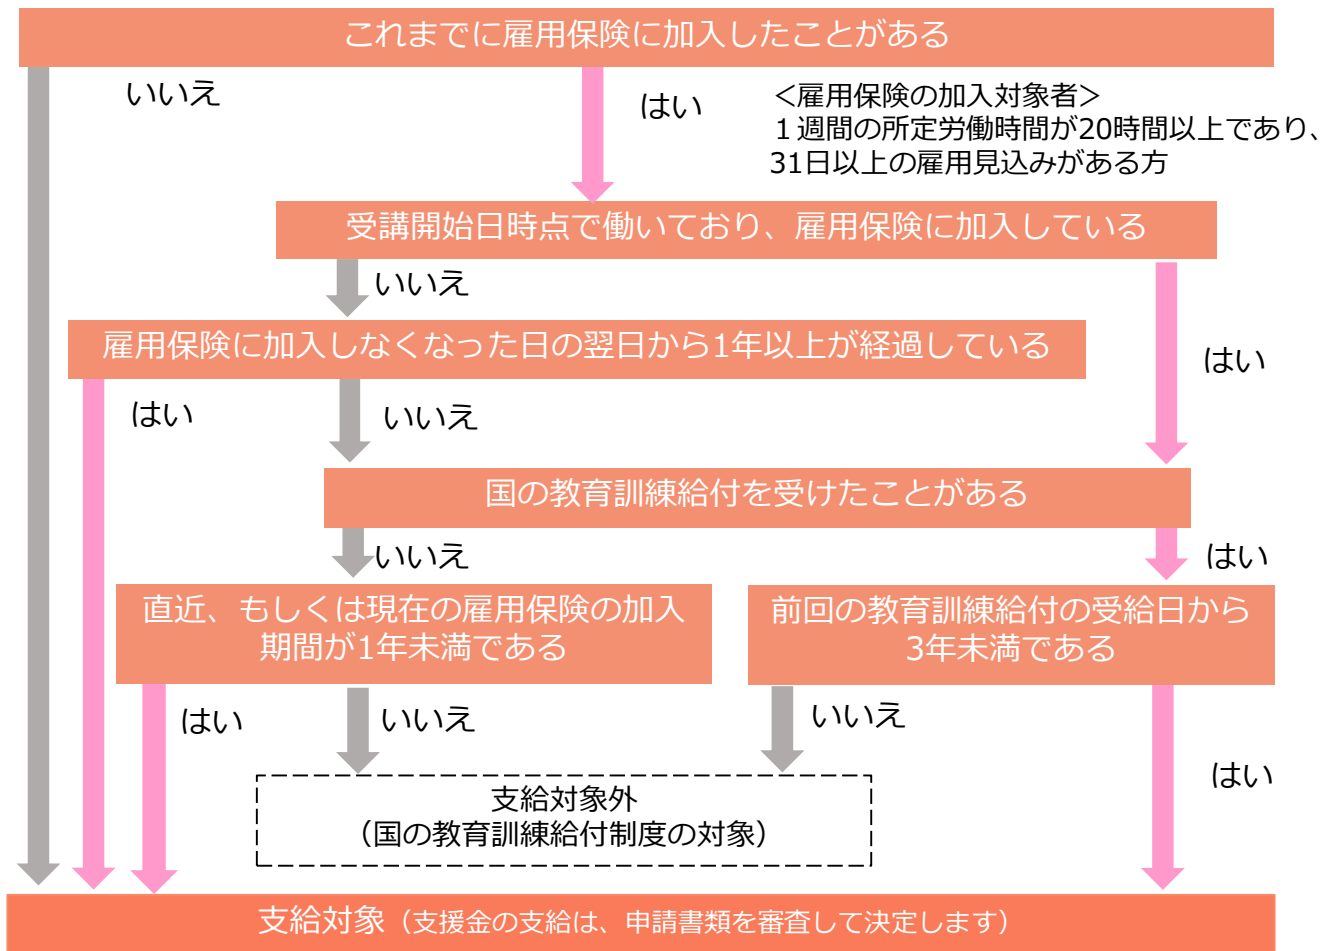 これまでに雇用保険に加入したことがある
いいえ
はい
＜雇用保険の加入対象者＞
１週間の所定労働時間が20時間以上であり、
31日以上の雇用見込みがある方
受講開始日時点で働いており、雇用保険に加入している
いいえ
はい
雇用保険に加入しなくなった日の翌日から1年以上が経過している
はい
いいえ
国の教育訓練給付を受けたことがある
いいえ
はい
直近、もしくは現在の雇用保険の加入
期間が1年未満である
前回の教育訓練給付の受給日から
3年未満である
はい
いいえ
いいえ
はい
支給対象外
（国の教育訓練給付制度の対象）
支給対象（支援金の支給は、申請書類を審査して決定します）